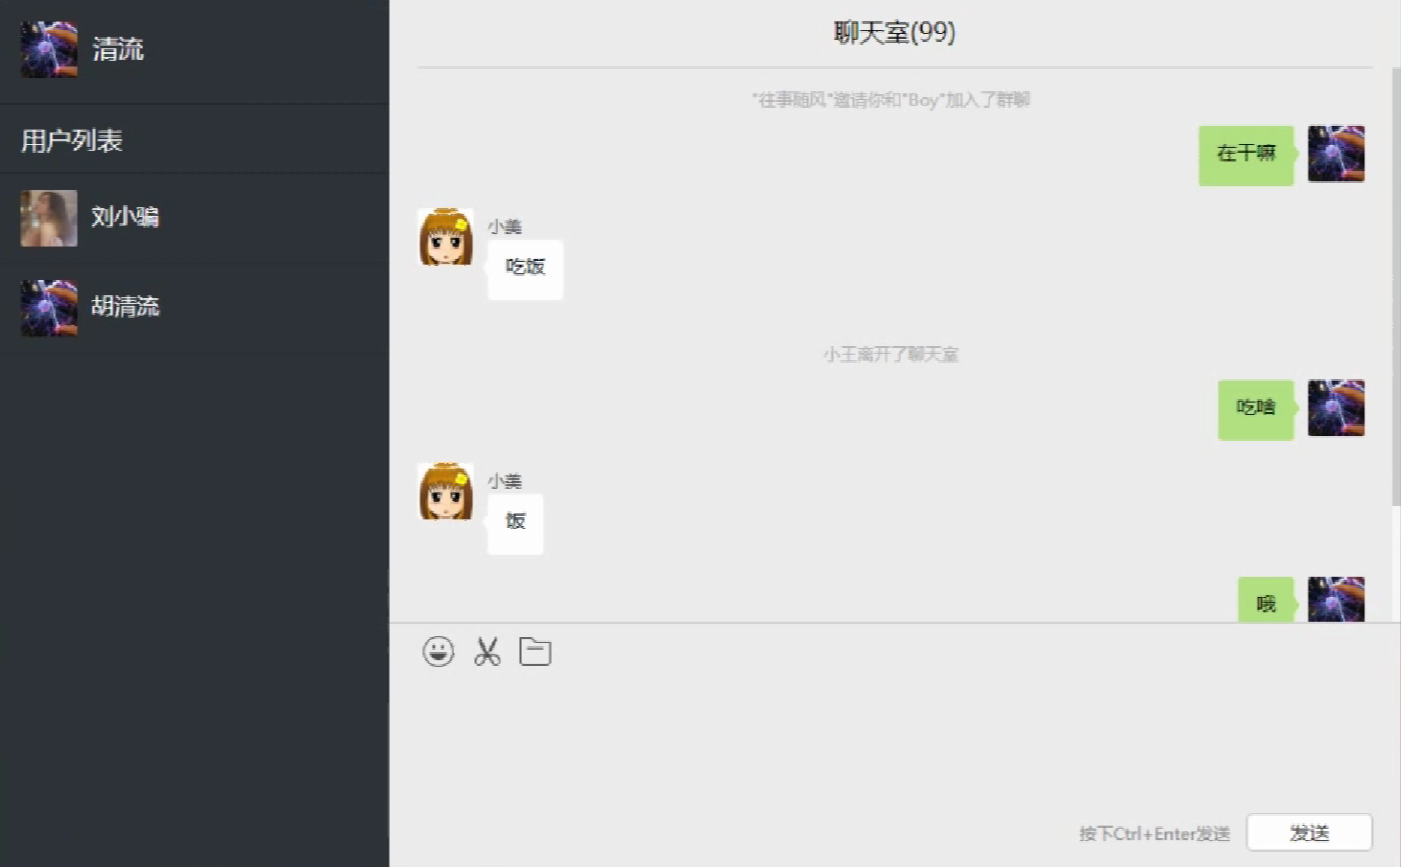 清流
用户列表
刘小骗
胡清流
聊天室(99)
"往事随风"邀请你和"Boy"加入了群聊
在干嘛
小美
吃饭
小王离开了聊天室
吃啥
小美
饭
哦
按下Ctrl+Enter发送
发送